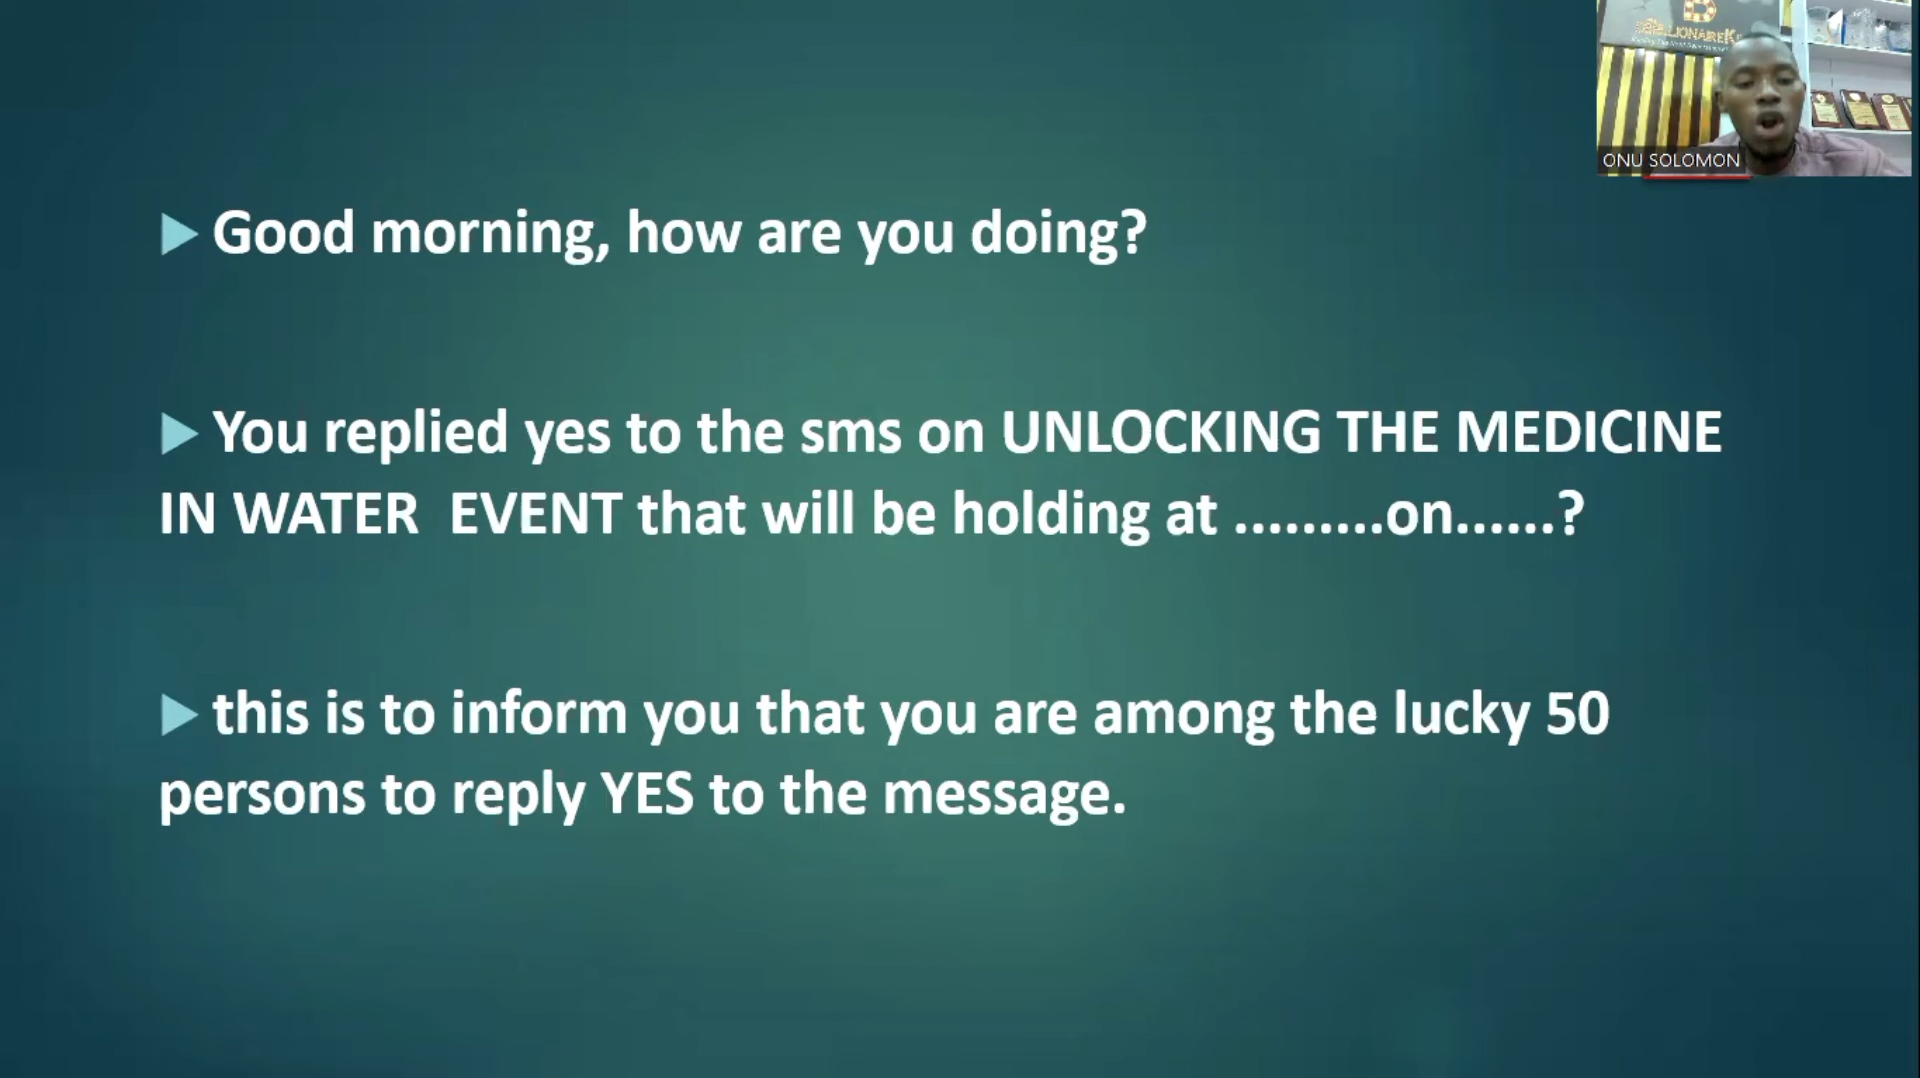 Good morning, how are you doing?
You replied yes to the sms on UNLOCKING THE MEDICINE
IN WATER EVENT that will be holding at .........on......?
this is to inform you that you are among the lucky 50
persons to reply YES to the message.
ONU SOLOMON